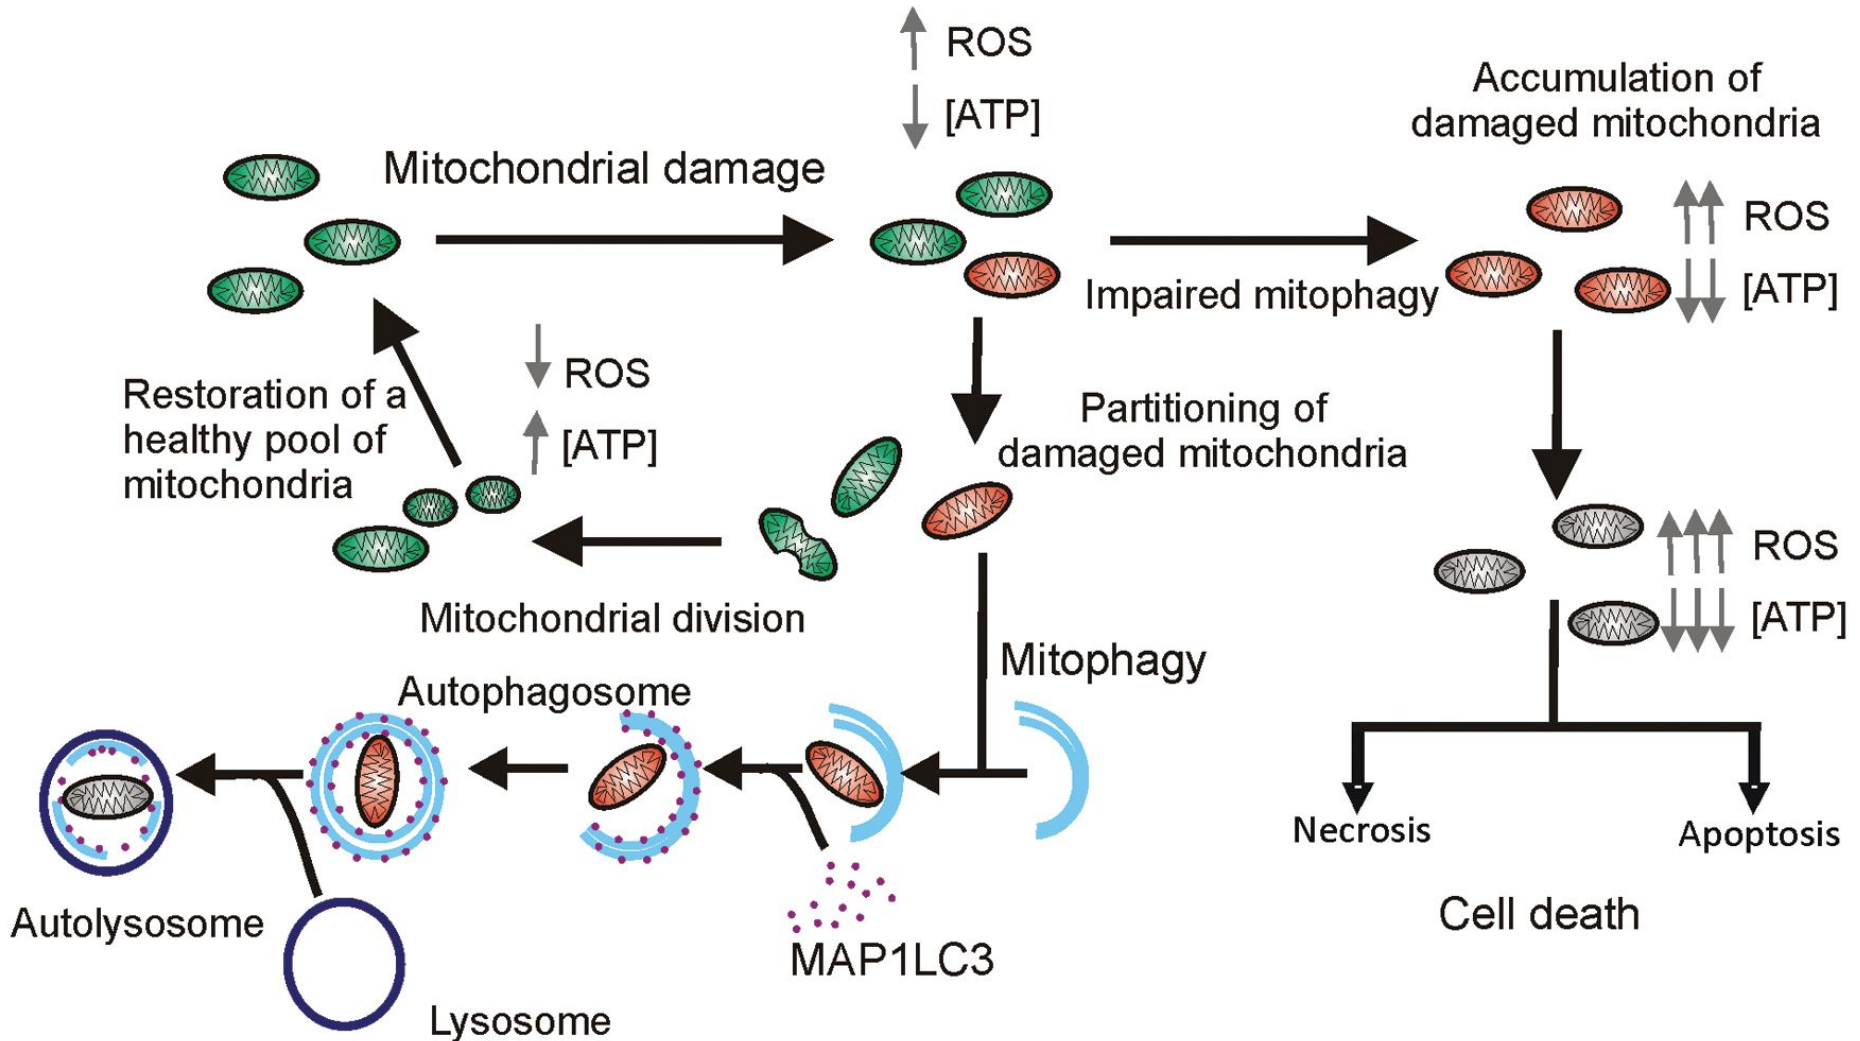 ROS
[ATP]
Accumulation of
damaged mitochondria
Mitochondrial damage
ROS
[ATP]
Impaired mitophagy
ROS
[ATP]
Restoration of a
healthy pool of
mitochondria
Partitioning of
damaged mitochondria
Mitochondrial division
ROS
[ATP]
Mitophagy
Autophagosome
Necrosis
Apoptosis
Cell death
Autolysosome
MAP1LC3
Lysosome